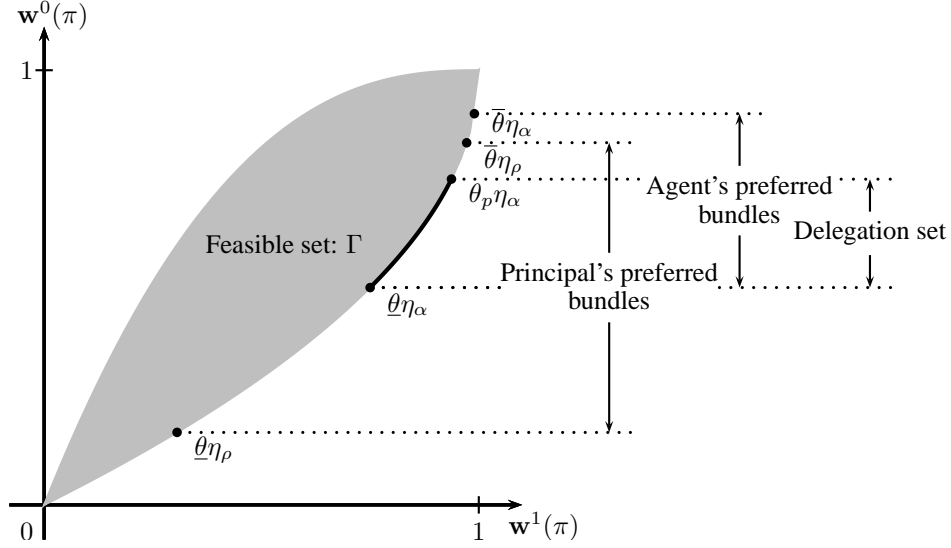 𝐰⁰(π)
1
θ̅η_α
θ̅η_ρ
θ_pη_α
Agent's preferred
bundles
Delegation set
Feasible set: Γ
Principal's preferred
bundles
θ̲η_α
θ̲η_ρ
0
1
𝐰¹(π)